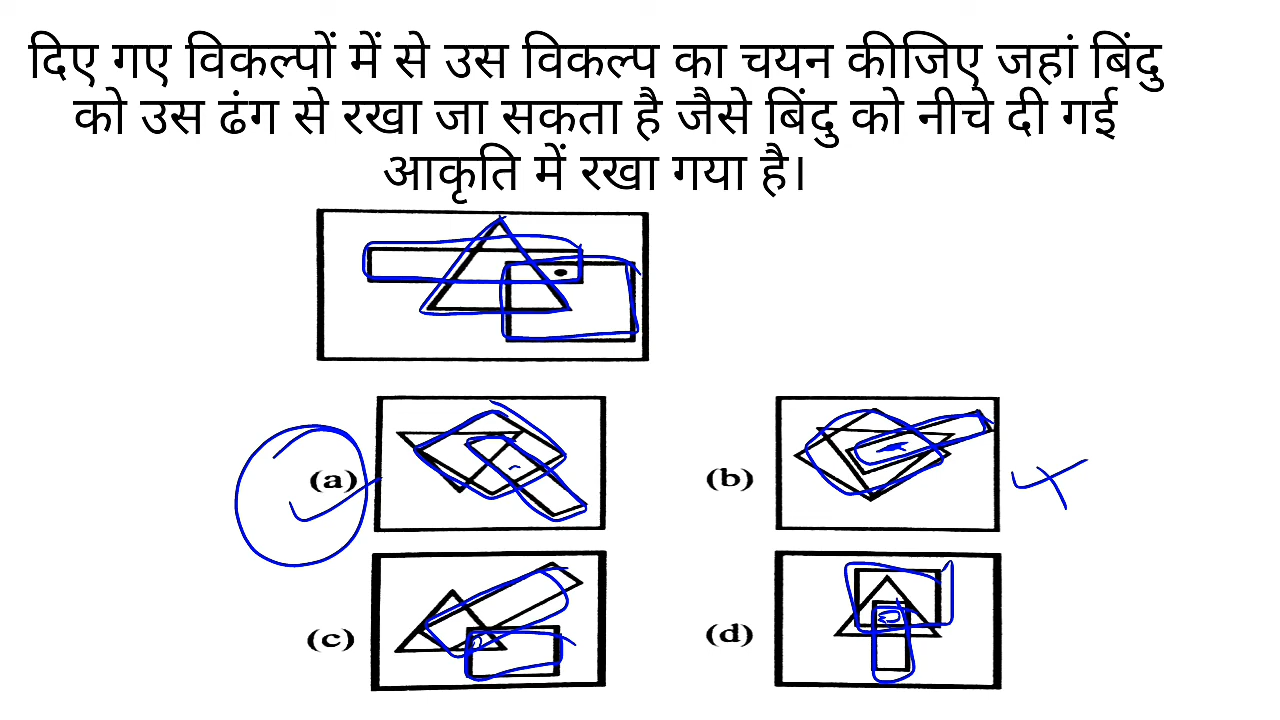 दिए गए विकल्पों में से उस विकल्प का चयन कीजिए जहां बिंदु
को उस ढंग से रखा जा सकता है जैसे बिंदु को नीचे दी गई
आकृति में रखा गया है।
(a)
(b)
(c)
(d)